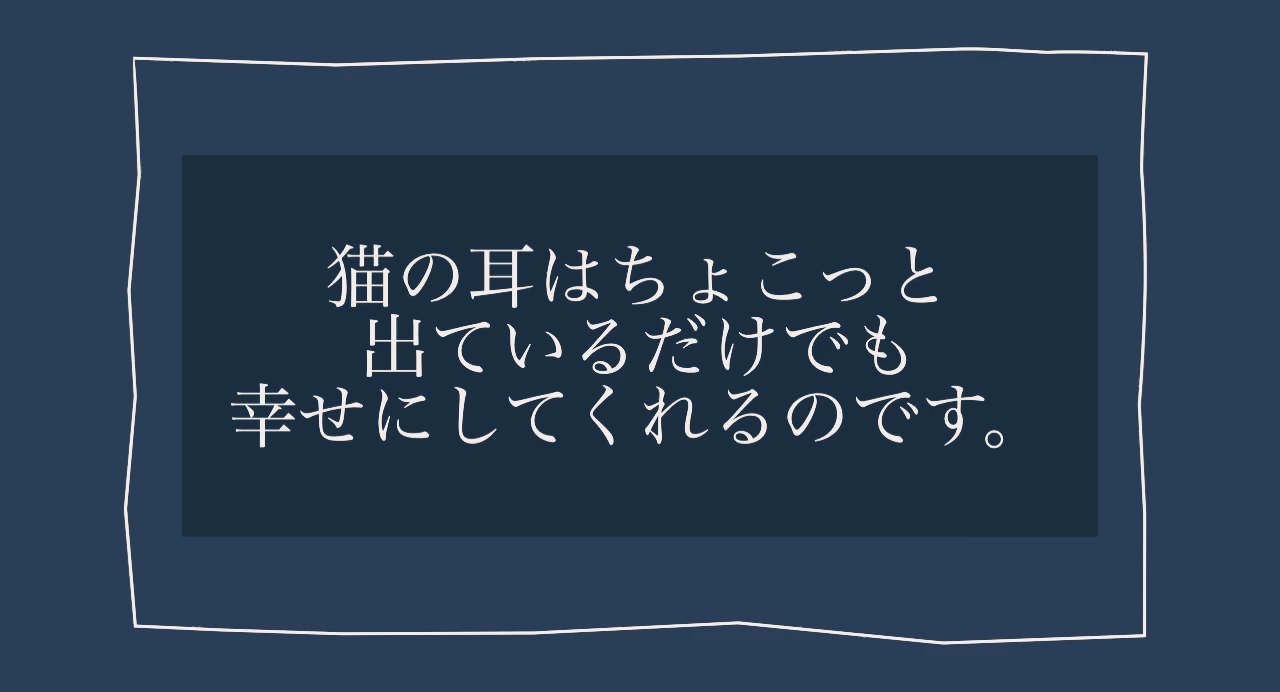 猫の耳はちょこっと
出ているだけでも
幸せにしてくれるのです。